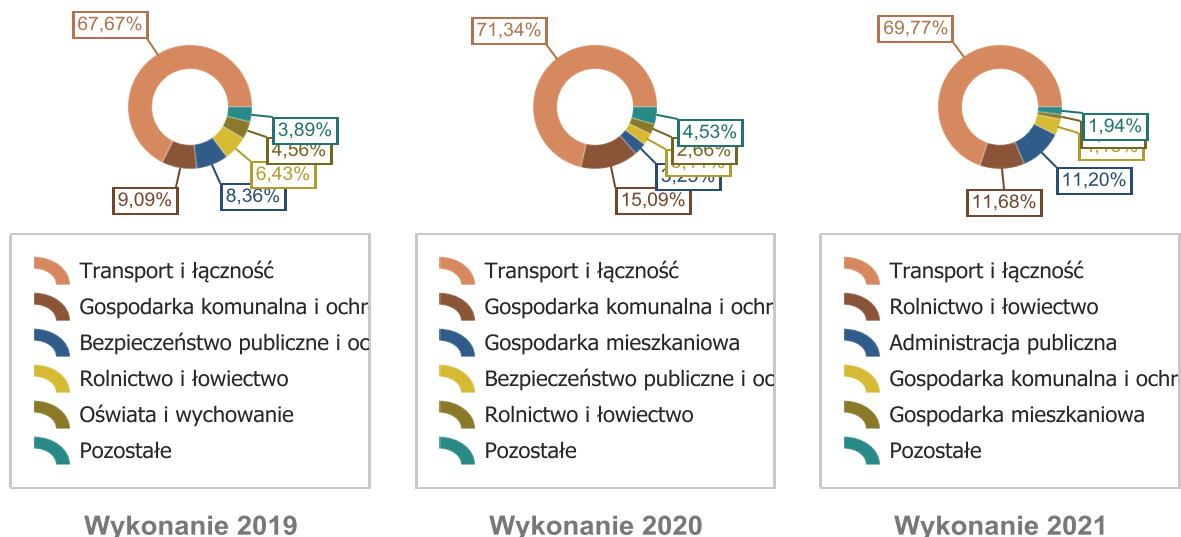 67,67%
3,89%
4,56%
6,43%
8,36%
9,09%
Transport i łączność
Gospodarka komunalna i ochr
Bezpieczeństwo publiczne i oc
Rolnictwo i łowiectwo
Oświata i wychowanie
Pozostałe
Wykonanie 2019
71,34%
4,53%
2,66%
15,09%
Transport i łączność
Gospodarka komunalna i ochr
Gospodarka mieszkaniowa
Bezpieczeństwo publiczne i oc
Rolnictwo i łowiectwo
Pozostałe
Wykonanie 2020
69,77%
1,94%
11,20%
11,68%
Transport i łączność
Rolnictwo i łowiectwo
Administracja publiczna
Gospodarka komunalna i ochr
Gospodarka mieszkaniowa
Pozostałe
Wykonanie 2021